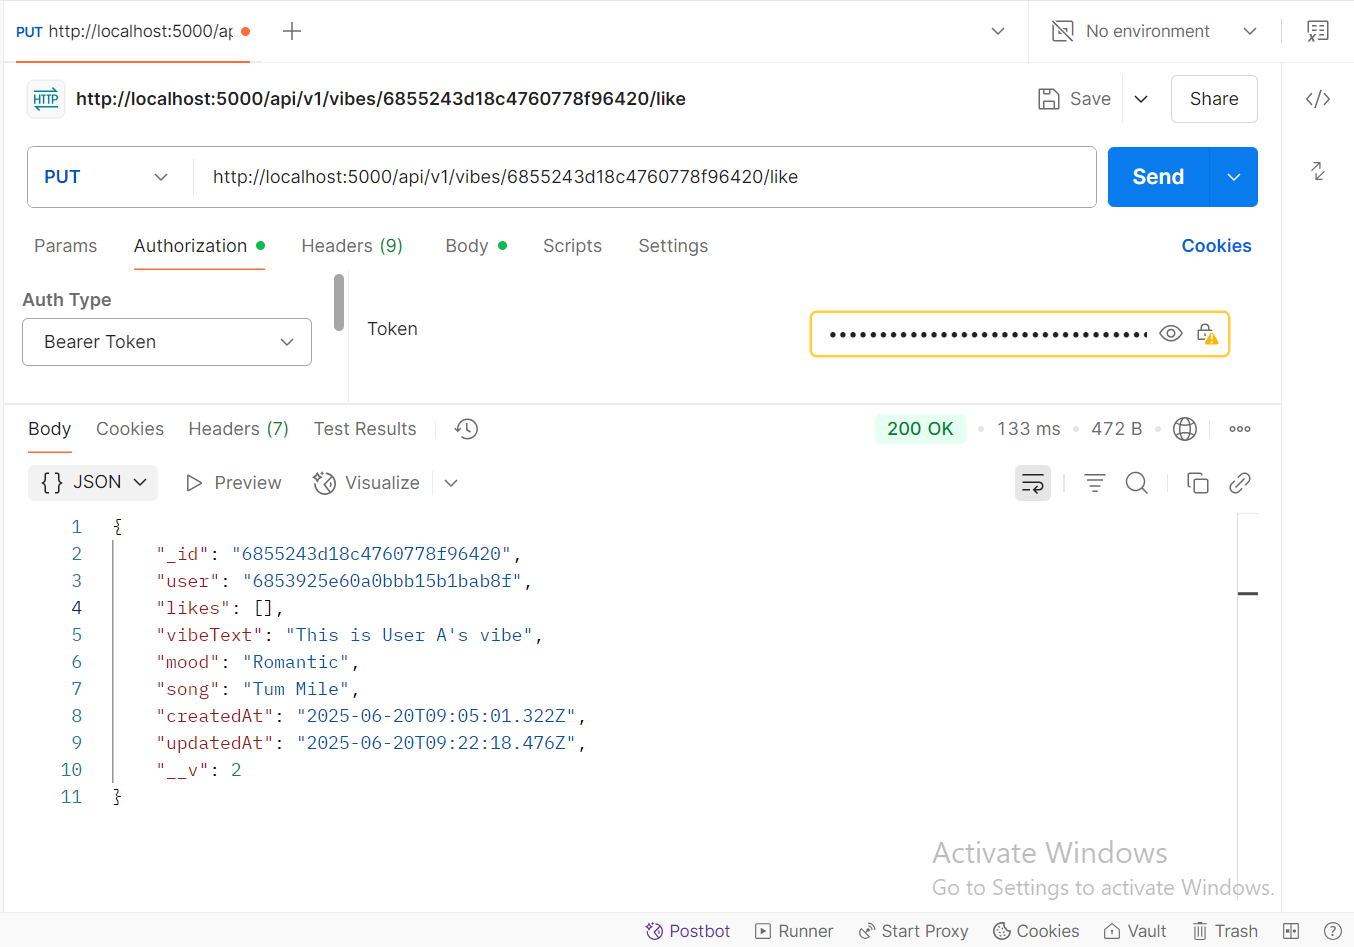 PUT http://localhost:5000/ap
No environment
HTTP http://localhost:5000/api/v1/vibes/6855243d18c4760778f96420/like
Save
Share
PUT http://localhost:5000/api/v1/vibes/6855243d18c4760778f96420/like
Send
Params Authorization Headers (9) Body Scripts Settings Cookies
Auth Type
Bearer Token
Token
Body Cookies Headers (7) Test Results 200 OK 133 ms 472 B
{} JSON Preview Visualize
1 {
2 "_id": "6855243d18c4760778f96420",
3 "user": "6853925e60a0bbb15b1bab8f",
4 "likes": [],
5 "vibeText": "This is User A's vibe",
6 "mood": "Romantic",
7 "song": "Tum Mile",
8 "createdAt": "2025-06-20T09:05:01.322Z",
9 "updatedAt": "2025-06-20T09:22:18.476Z",
10 "__v": 2
11 }
Activate Windows
Go to Settings to activate Windows.
Postbot Runner Start Proxy Cookies Vault Trash